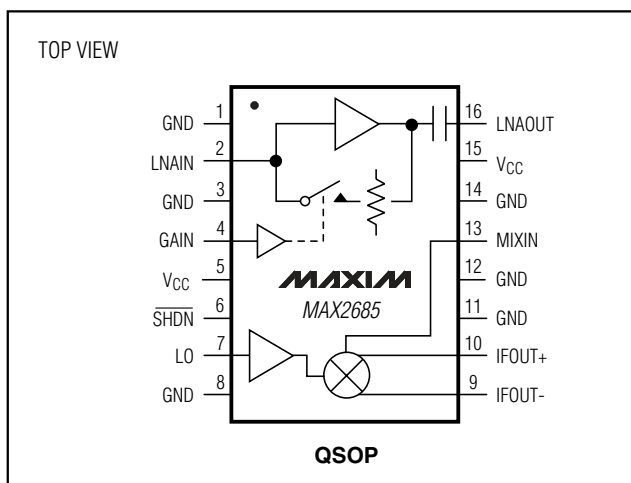 TOP VIEW
GND 1
LNAIN 2
GND 3
GAIN 4
VCC 5
SHDN 6
LO 7
GND 8
16 LNAOUT
15 VCC
14 GND
13 MIXIN
12 GND
11 GND
10 IFOUT+
9 IFOUT-
MAXIM
MAX2685
QSOP